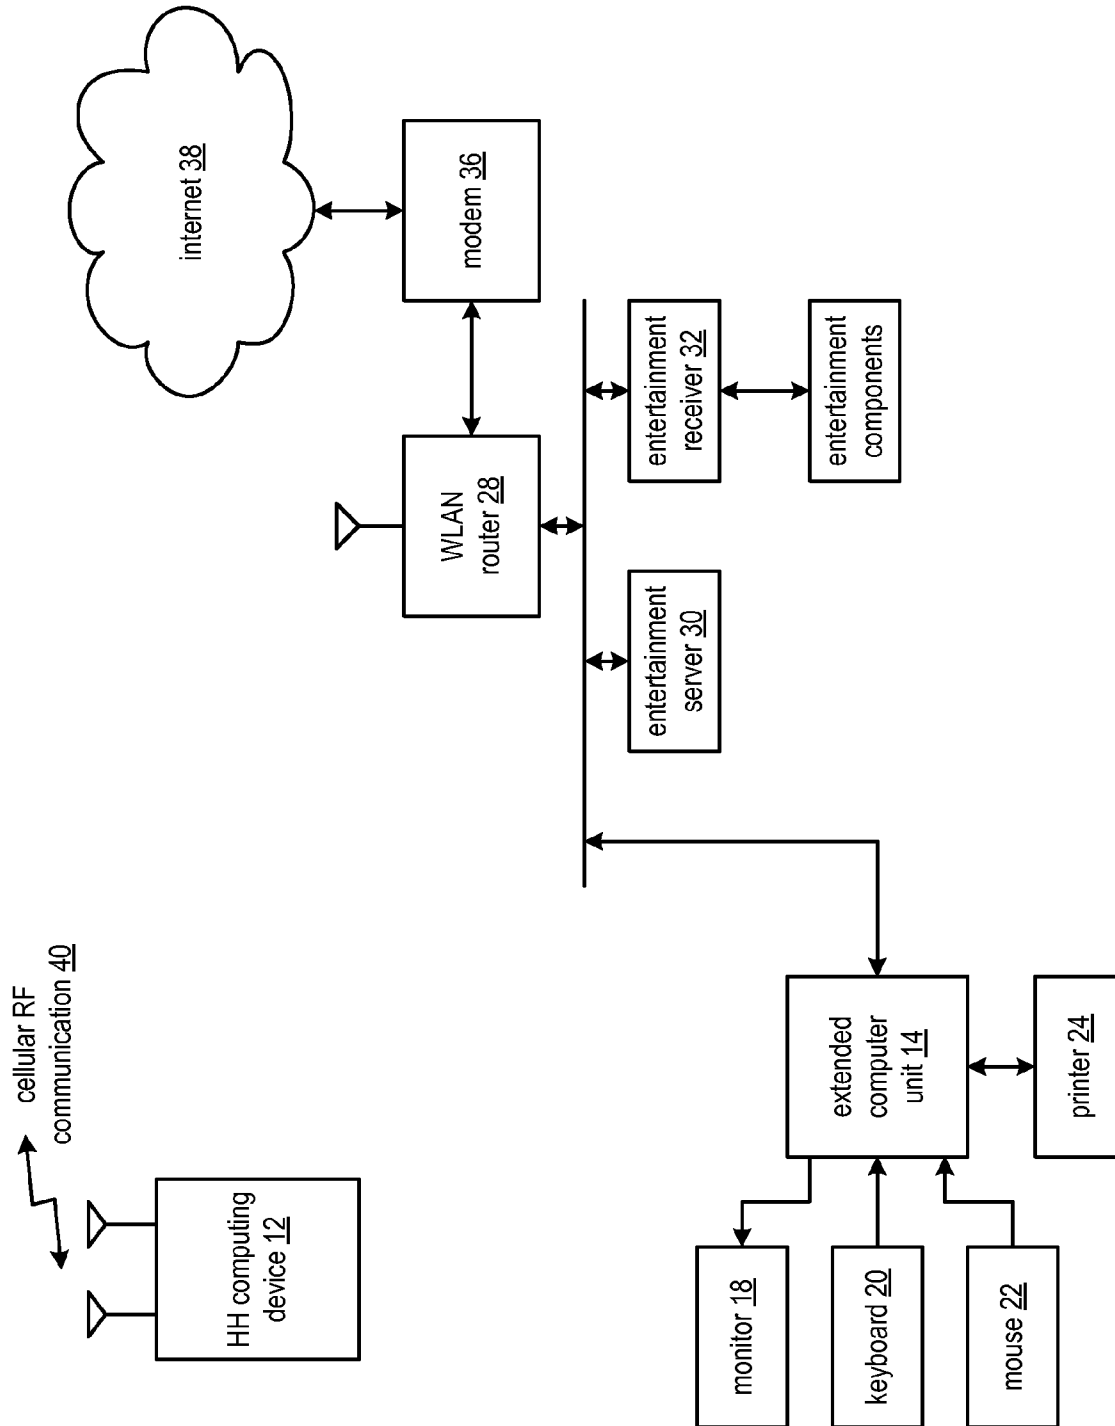 cellular RF
communication 40
HH computing
device 12
internet 38
modem 36
WLAN
router 28
entertainment
server 30
entertainment
receiver 32
entertainment
components
extended
computer
unit 14
monitor 18
keyboard 20
mouse 22
printer 24